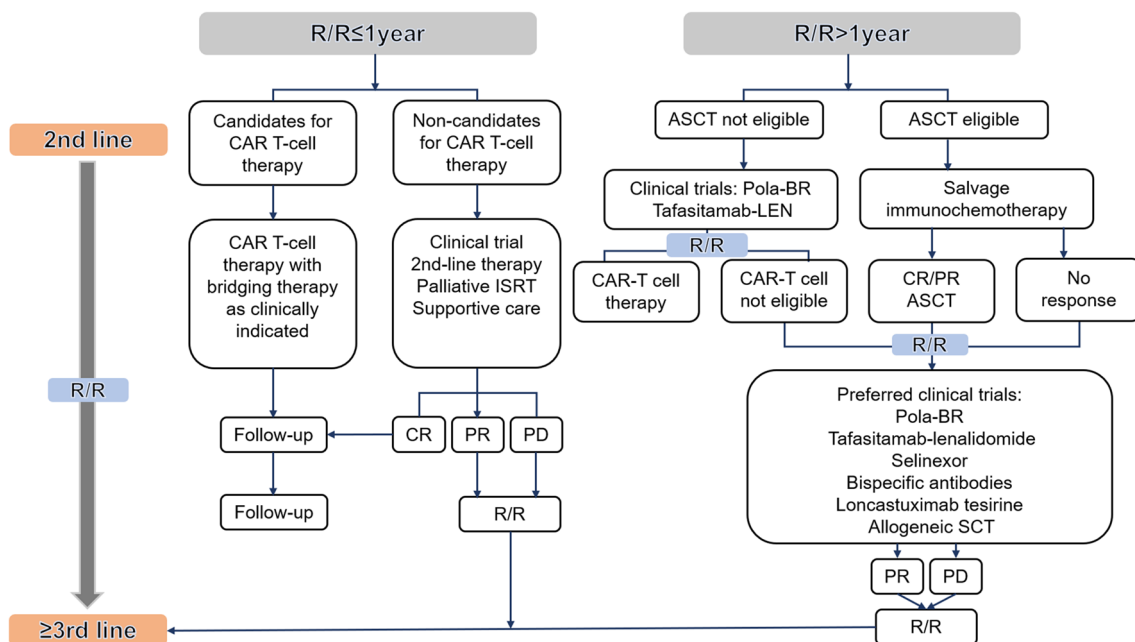 R/R≤1year
R/R>1year
2nd line
Candidates for
CAR T-cell
therapy
Non-candidates
for CAR T-cell
therapy
ASCT not eligible
ASCT eligible
CAR T-cell
therapy with
bridging therapy
as clinically
indicated
Clinical trial
2nd-line therapy
Palliative ISRT
Supportive care
Clinical trials: Pola-BR
Tafasitamab-LEN
Salvage
immunochemotherapy
R/R
CAR-T cell
therapy
CAR-T cell
not eligible
CR/PR
ASCT
No
response
R/R
R/R
Preferred clinical trials:
Pola-BR
Tafasitamab-lenalidomide
Selinexor
Bispecific antibodies
Loncastuximab tesirine
Allogeneic SCT
Follow-up
CR
PR
PD
Follow-up
R/R
PR
PD
≥3rd line
R/R